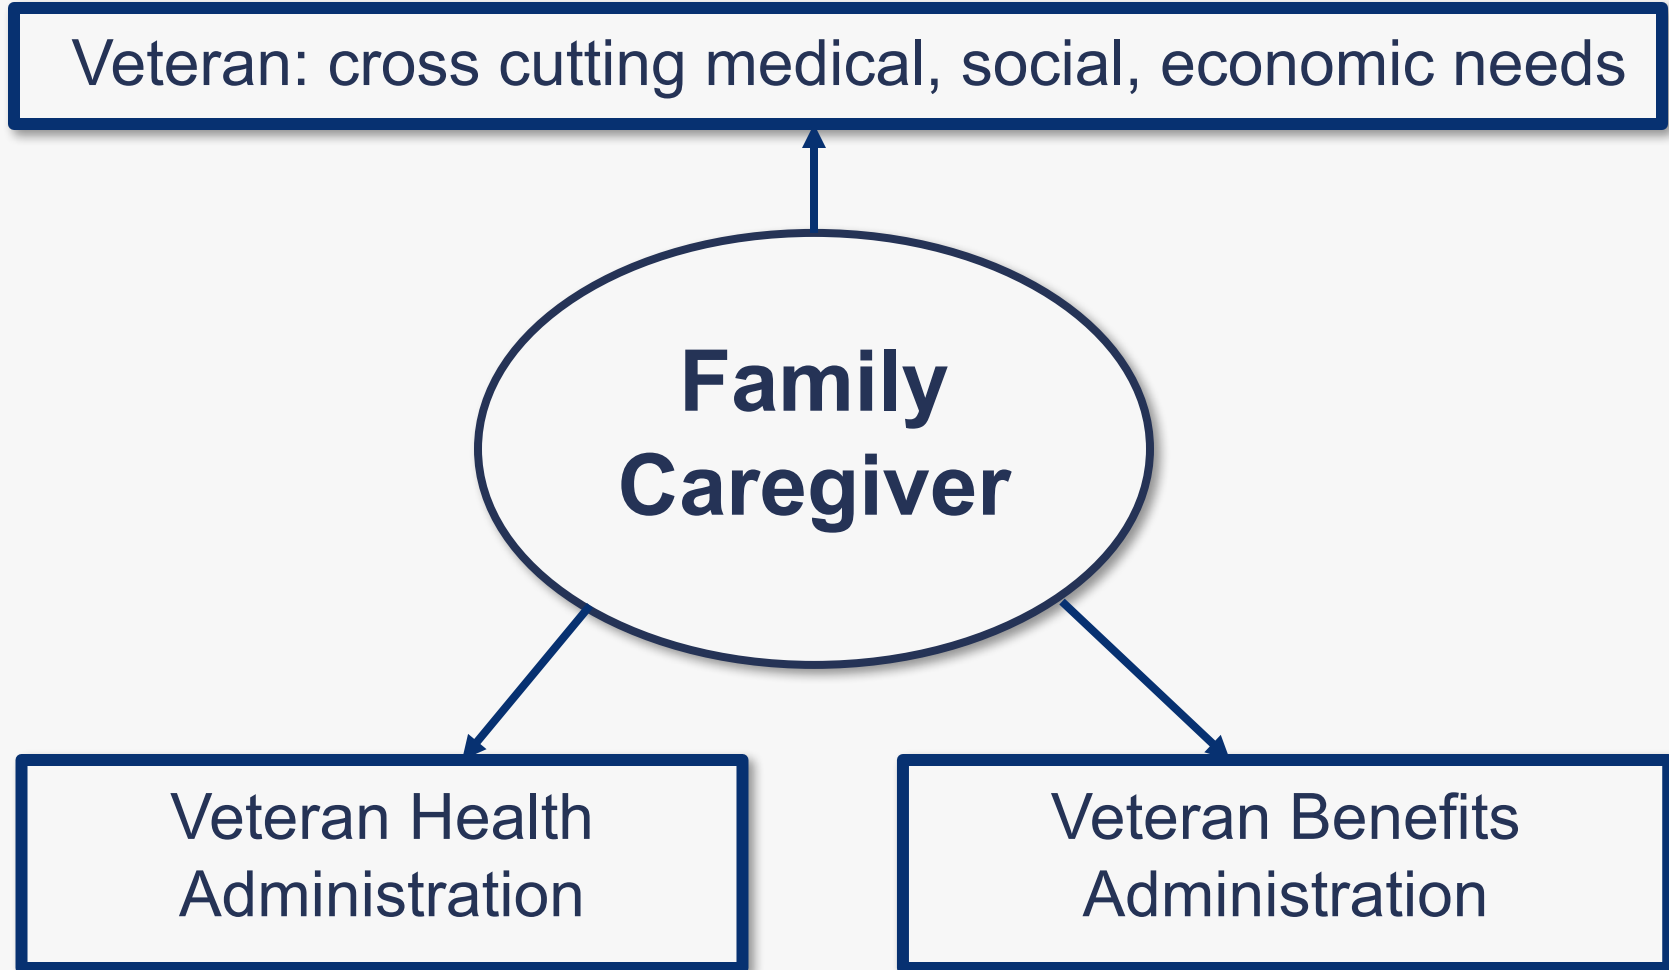 Veteran: cross cutting medical, social, economic needs
Family
Caregiver
Veteran Health
Administration
Veteran Benefits
Administration